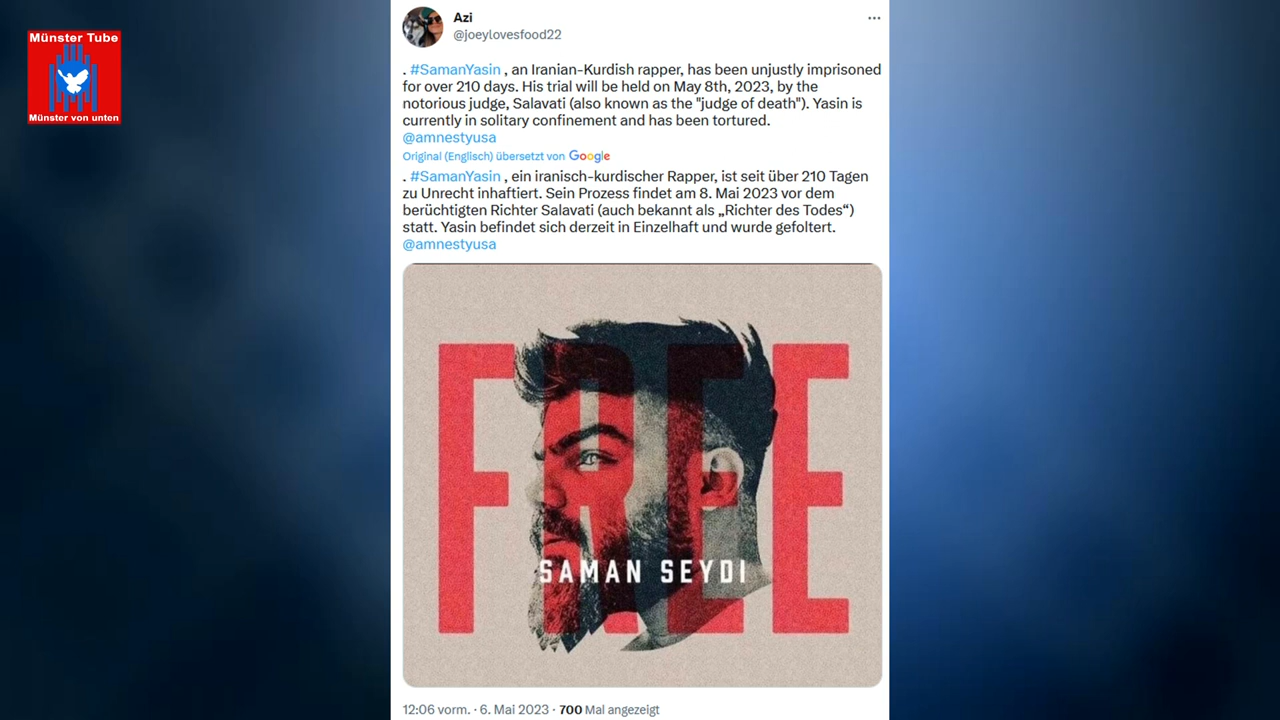 Münster Tube
Münster von unten
Azi
@joeylovesfood22
. #SamanYasin , an Iranian-Kurdish rapper, has been unjustly imprisoned
for over 210 days. His trial will be held on May 8th, 2023, by the
notorious judge, Salavati (also known as the "judge of death"). Yasin is
currently in solitary confinement and has been tortured.
@amnestyusa
Original (Englisch) übersetzt von Google
. #SamanYasin , ein iranisch-kurdischer Rapper, ist seit über 210 Tagen
zu Unrecht inhaftiert. Sein Prozess findet am 8. Mai 2023 vor dem
berüchtigten Richter Salavati (auch bekannt als „Richter des Todes“)
statt. Yasin befindet sich derzeit in Einzelhaft und wurde gefoltert.
@amnestyusa
FREE
SAMAN SEYDI
12:06 vorm. · 6. Mai 2023 · 700 Mal angezeigt